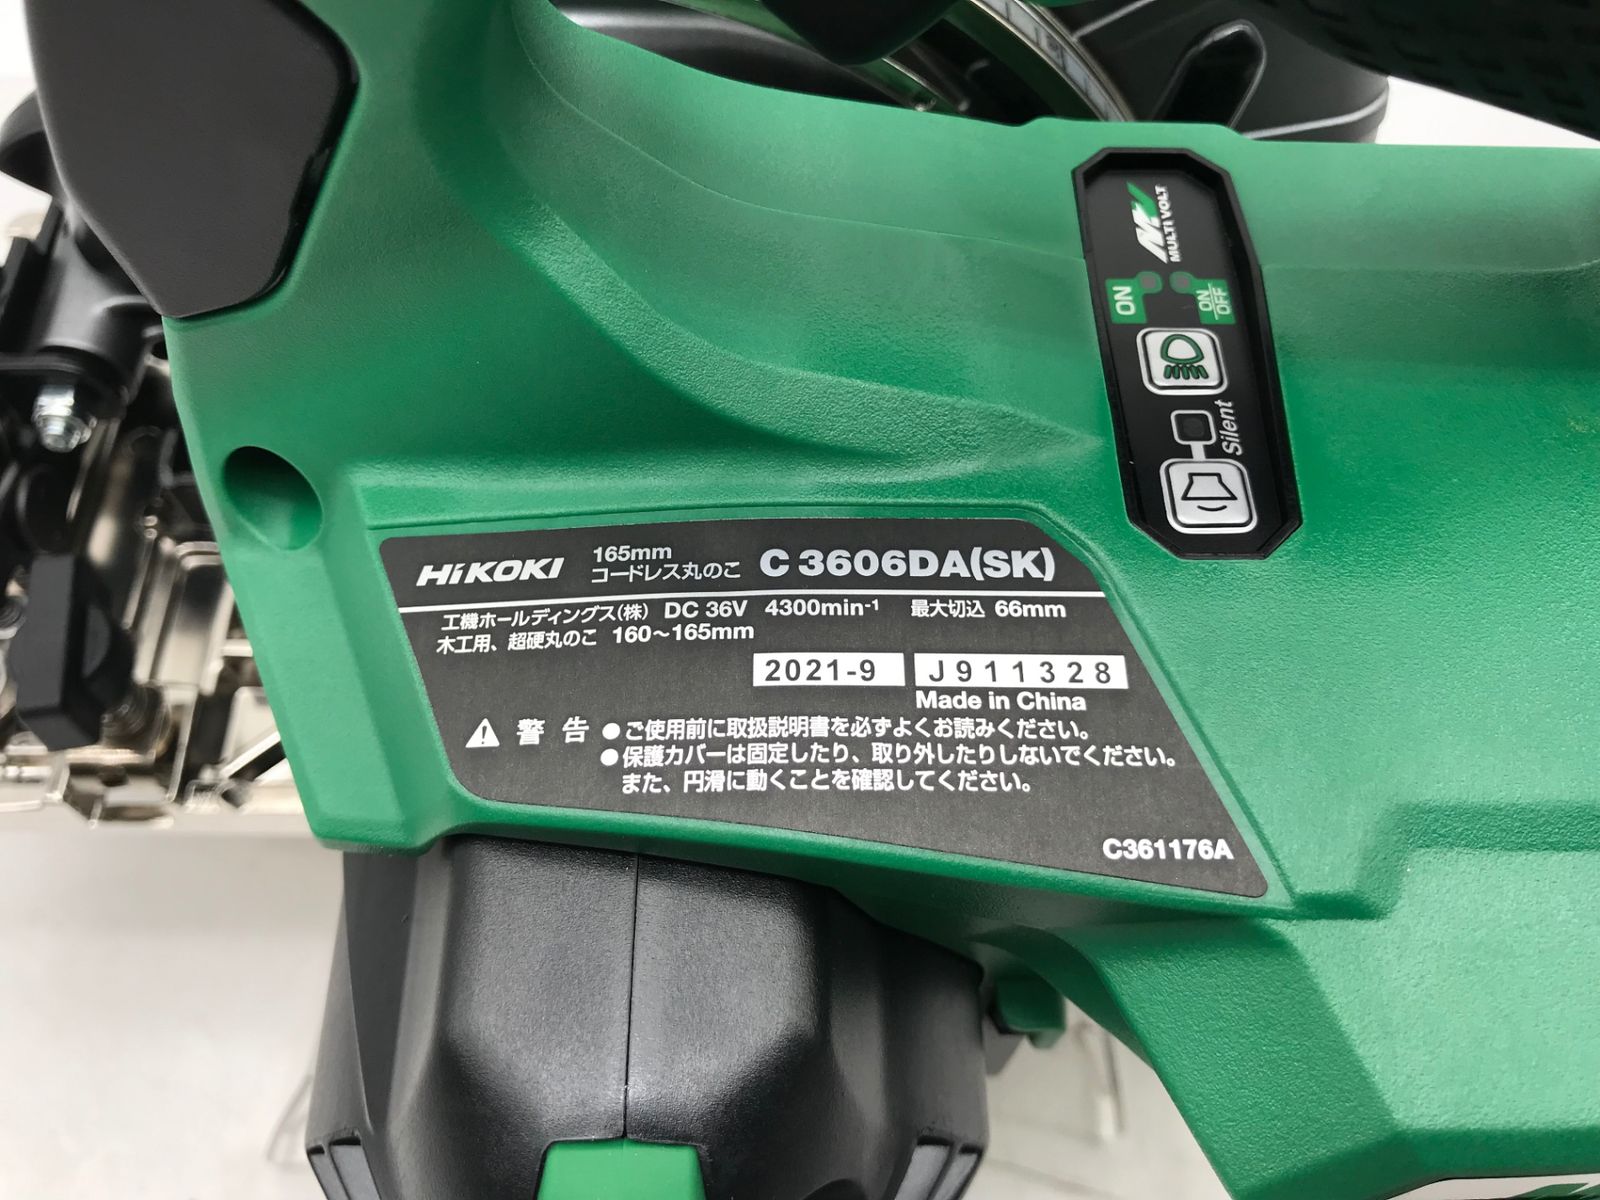 MV
MULTI VOLT
ON
ON/OFF
Silent
HiKOKI 165mm コードレス丸のこ C 3606DA(SK)
工機ホールディングス(株) DC 36V 4300min⁻¹ 最大切込 66mm
木工用、超硬丸のこ 160～165mm
2021-9 J911328
Made in China
警告 ●ご使用前に取扱説明書を必ずよくお読みください。
●保護カバーは固定したり、取り外したりしないでください。
また、円滑に動くことを確認してください。
C361176A